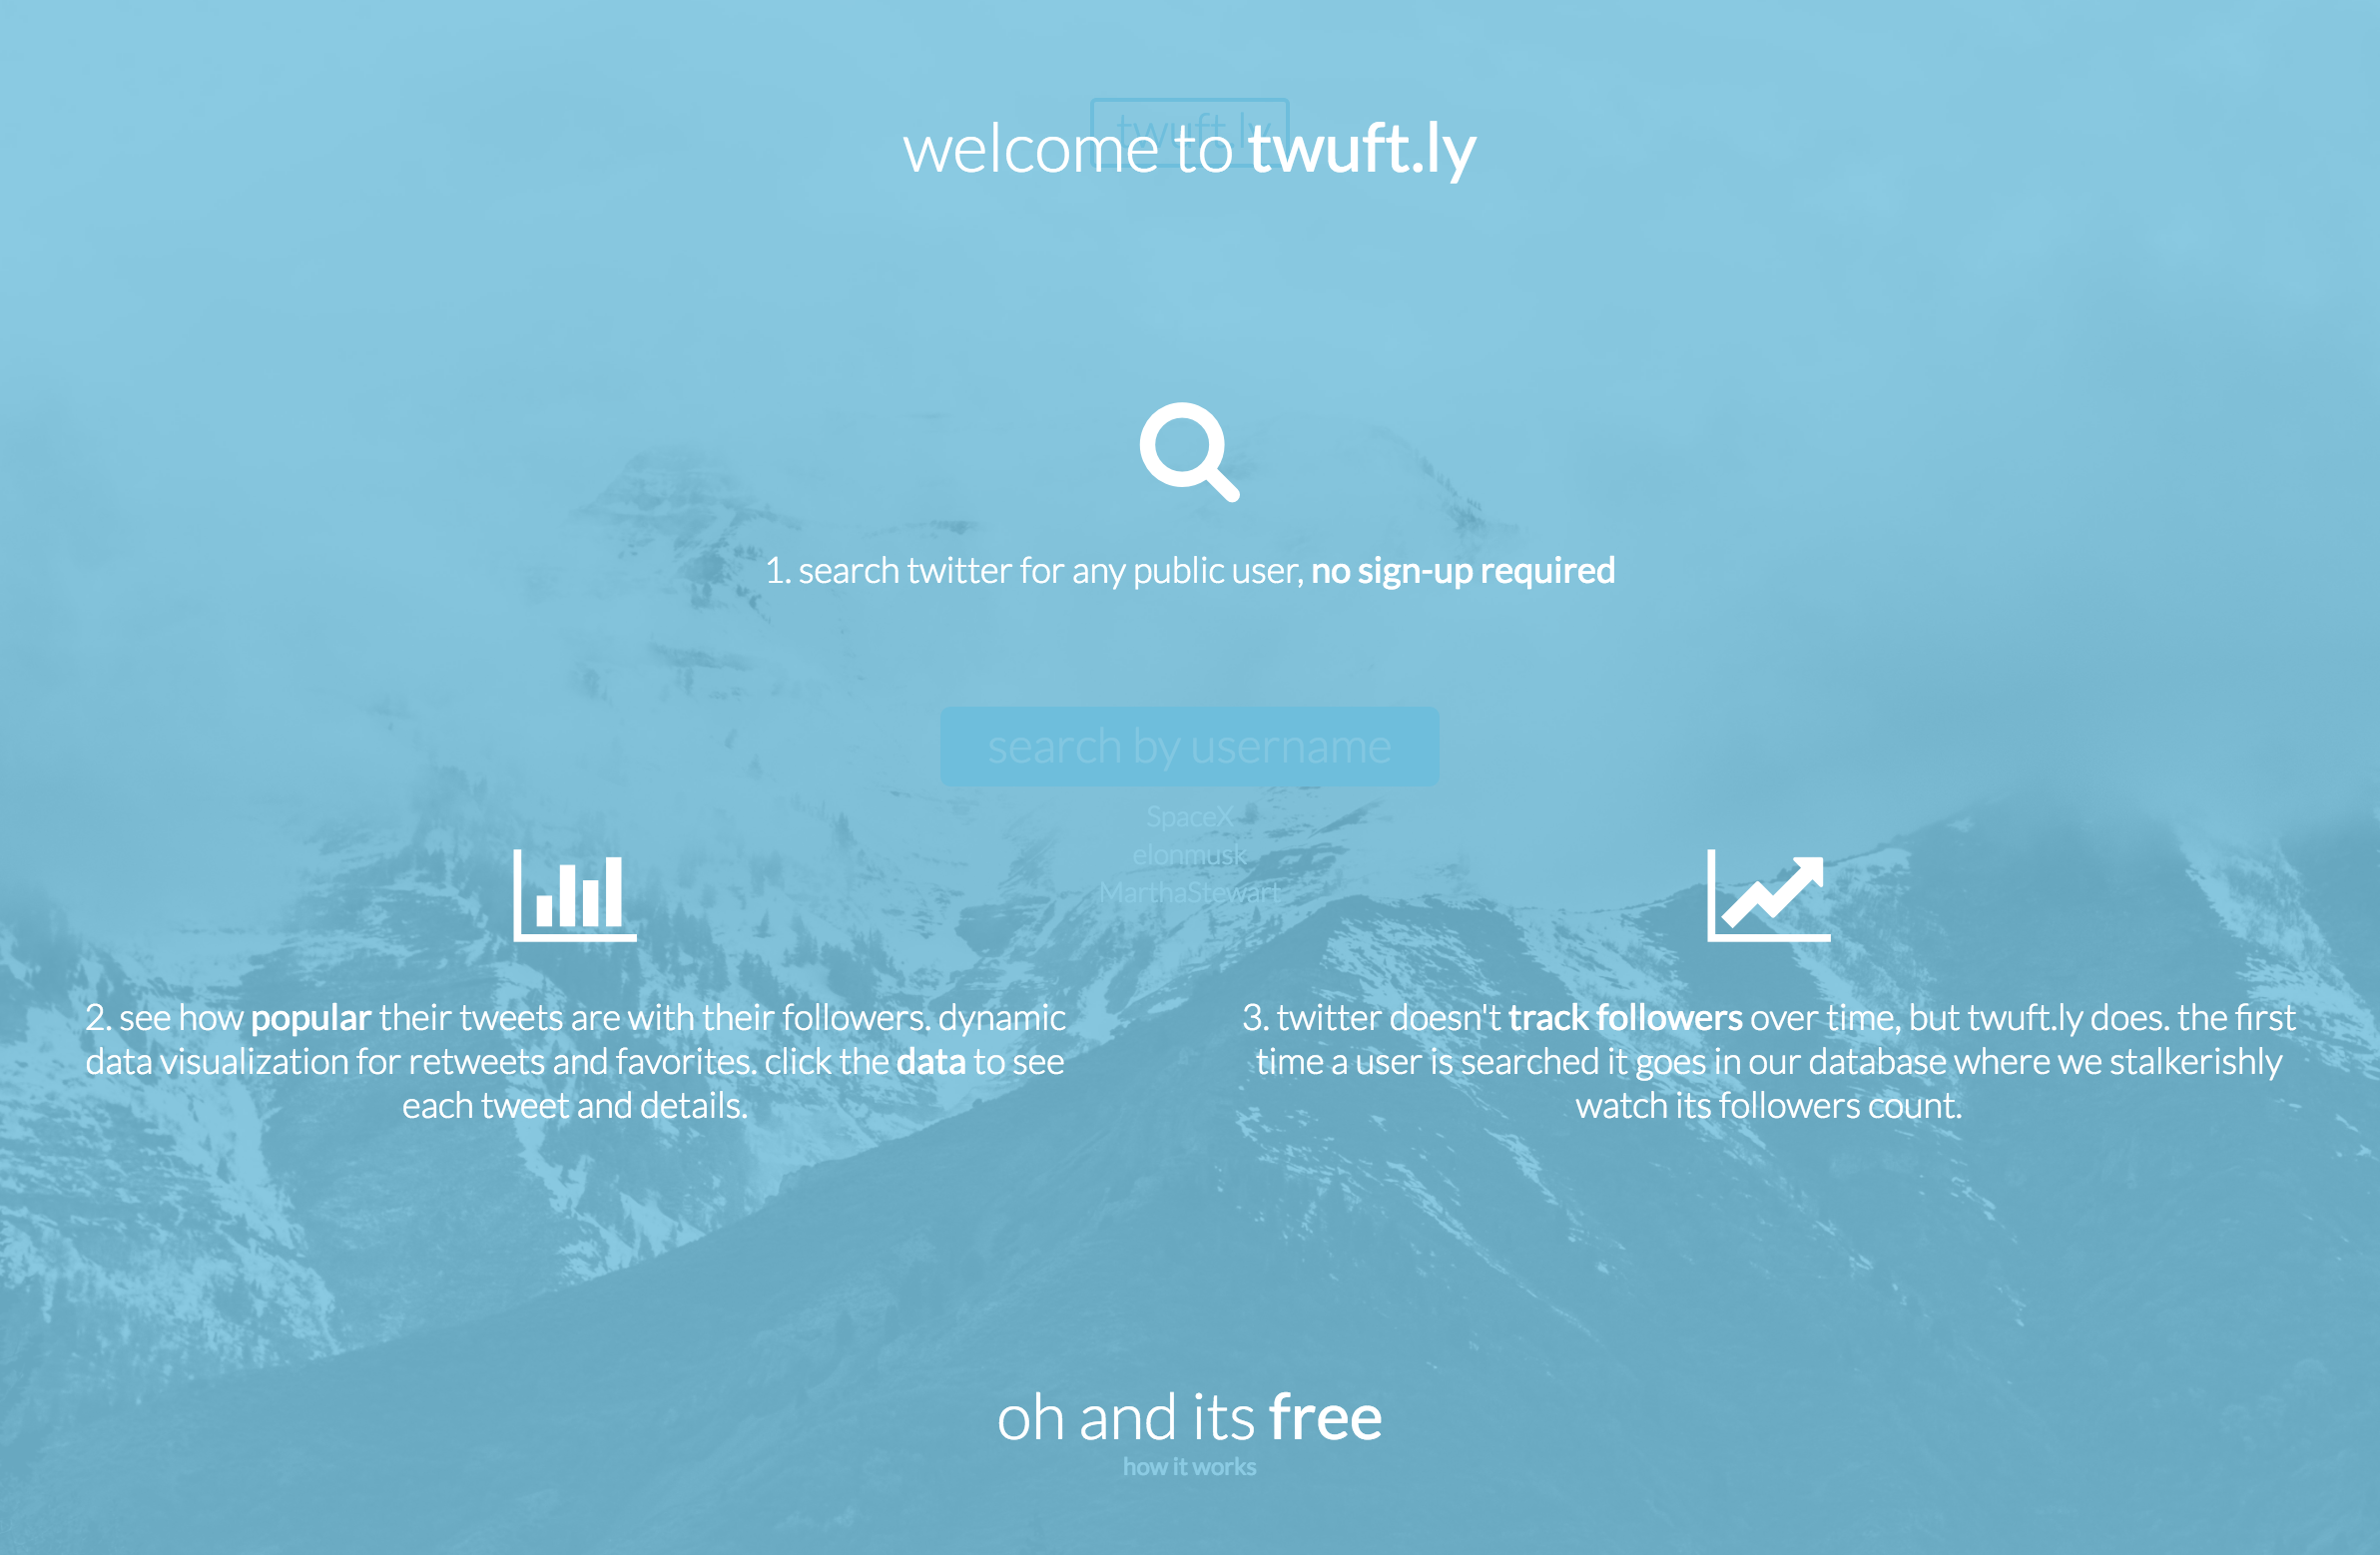 twuft.ly
welcome to twuft.ly
1. search twitter for any public user, no sign-up required
search by username
SpaceX
elonmusk
MarthaStewart
2. see how popular their tweets are with their followers. dynamic
data visualization for retweets and favorites. click the data to see
each tweet and details.
3. twitter doesn't track followers over time, but twuft.ly does. the first
time a user is searched it goes in our database where we stalkerishly
watch its followers count.
oh and its free
how it works